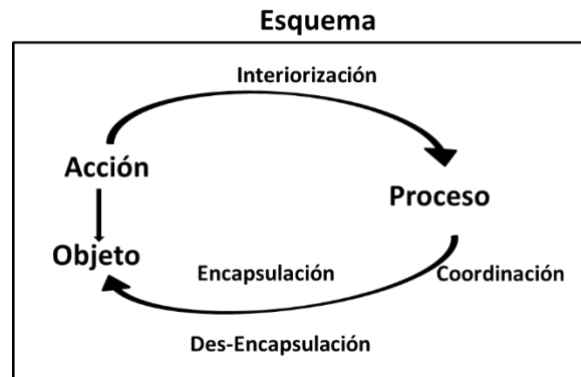 Esquema
Interiorización
Acción
Proceso
Objeto
Encapsulación
Coordinación
Des-Encapsulación